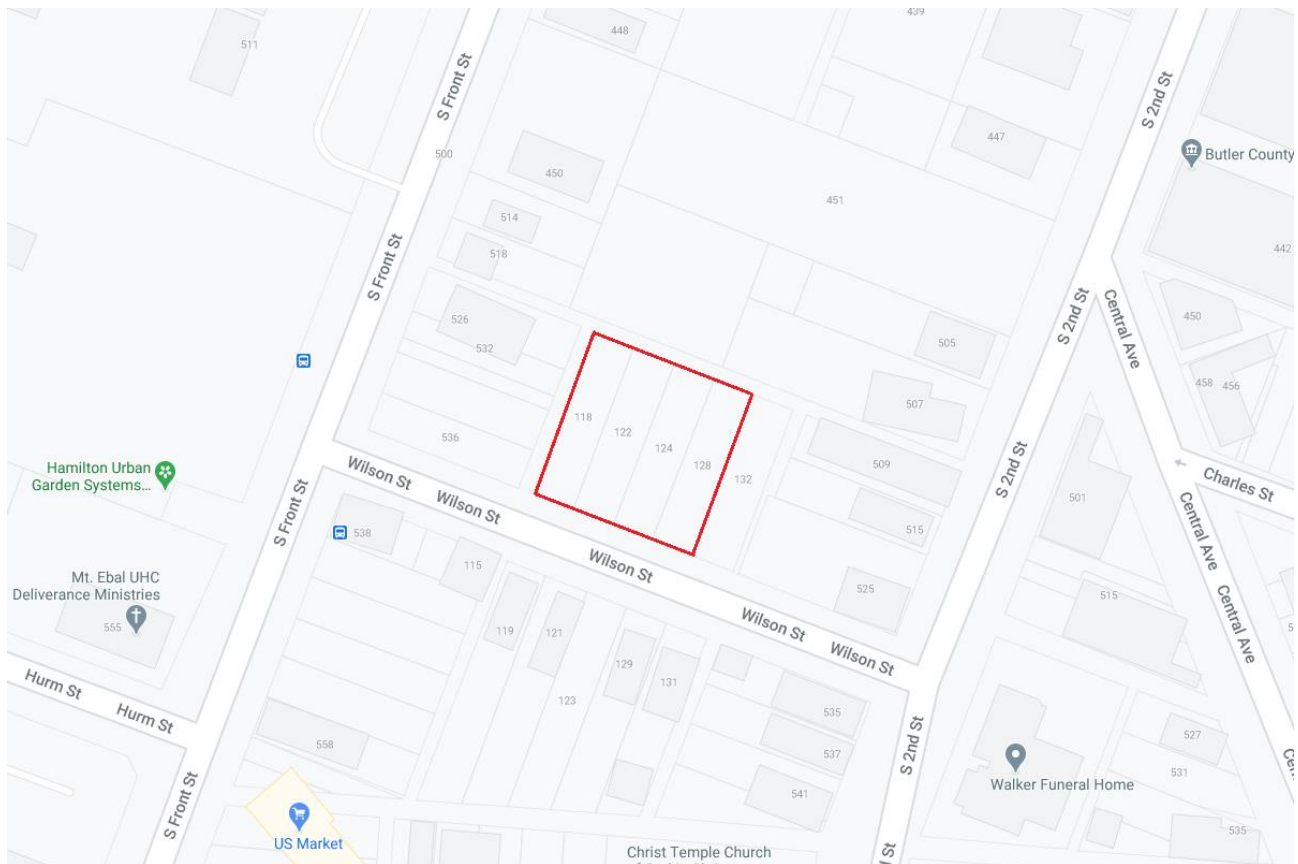 439
448
511
S Front St
S 2nd St
447
Butler County
500
450
514
518
451
442
S Front St
526
532
S 2nd St
Central Ave
450
505
458
456
507
118
122
124
128
132
536
509
Hamilton Urban
Garden Systems...
Wilson St
Wilson St
S 2nd St
501
Charles St
S Front St
538
515
Central Ave
Central Ave
Wilson St
115
525
Mt. Ebal UHC
Deliverance Ministries
555
119
121
Wilson St
Wilson St
515
129
131
123
Hurm St
Hurm St
535
537
558
S 2nd St
527
531
Walker Funeral Home
541
S Front St
US Market
535
Christ Temple Church